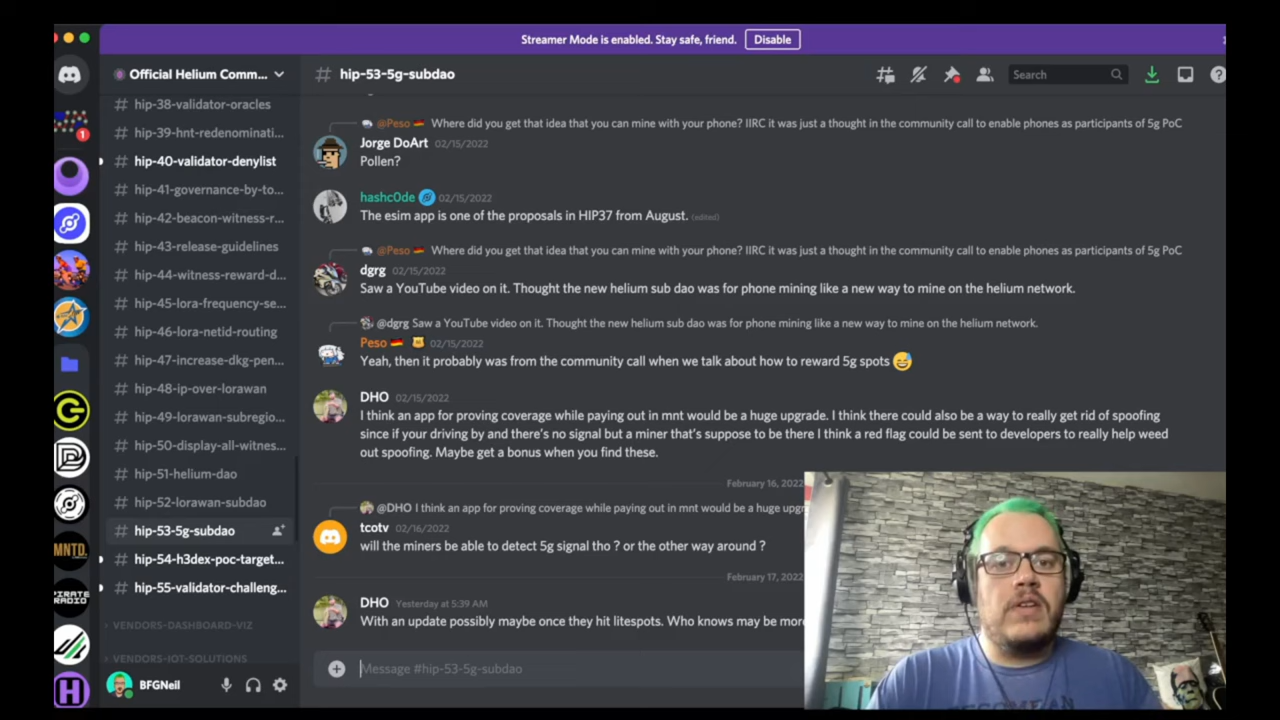 Streamer Mode is enabled. Stay safe, friend.
Disable
Official Helium Comm...
# hip-38-validator-oracles
# hip-39-hnt-redenominati...
# hip-40-validator-denylist
# hip-41-governance-by-to...
# hip-42-beacon-witness-r...
# hip-43-release-guidelines
# hip-44-witness-reward-d...
# hip-45-lora-frequency-se...
# hip-46-lora-netid-routing
# hip-47-increase-dkg-pen...
# hip-48-ip-over-lorawan
# hip-49-lorawan-subregio...
# hip-50-display-all-witnes...
# hip-51-helium-dao
# hip-52-lorawan-subdao
# hip-53-5g-subdao
# hip-54-h3dex-poc-target...
# hip-55-validator-challeng...
VENDORS-DASHBOARD-VIZ
VENDORS-IOT-SOLUTIONS
BFGNeil
1
MNTD.
PIRATE
RADIO
# hip-53-5g-subdao
Search
@Peso Where did you get that idea that you can mine with your phone? IIRC it was just a thought in the community call to enable phones as participants of 5g PoC
Jorge DoArt 02/15/2022
Pollen?
hashc0de 02/15/2022
The esim app is one of the proposals in HIP37 from August. (edited)
@Peso Where did you get that idea that you can mine with your phone? IIRC it was just a thought in the community call to enable phones as participants of 5g PoC
dgrg 02/15/2022
Saw a YouTube video on it. Thought the new helium sub dao was for phone mining like a new way to mine on the helium network.
@dgrg Saw a YouTube video on it. Thought the new helium sub dao was for phone mining like a new way to mine on the helium network.
Peso 02/15/2022
Yeah, then it probably was from the community call when we talk about how to reward 5g spots
DHO 02/15/2022
I think an app for proving coverage while paying out in mnt would be a huge upgrade. I think there could also be a way to really get rid of spoofing
since if your driving by and there's no signal but a miner that's suppose to be there I think a red flag could be sent to developers to really help weed
out spoofing. Maybe get a bonus when you find these.
February 16, 2022
@DHO I think an app for proving coverage while paying out in mnt would be a huge upgr
tcotv 02/16/2022
will the miners be able to detect 5g signal tho ? or the other way around ?
February 17, 2022
DHO Yesterday at 5:39 AM
With an update possibly maybe once they hit litespots. Who knows may be more
Message #hip-53-5g-subdao